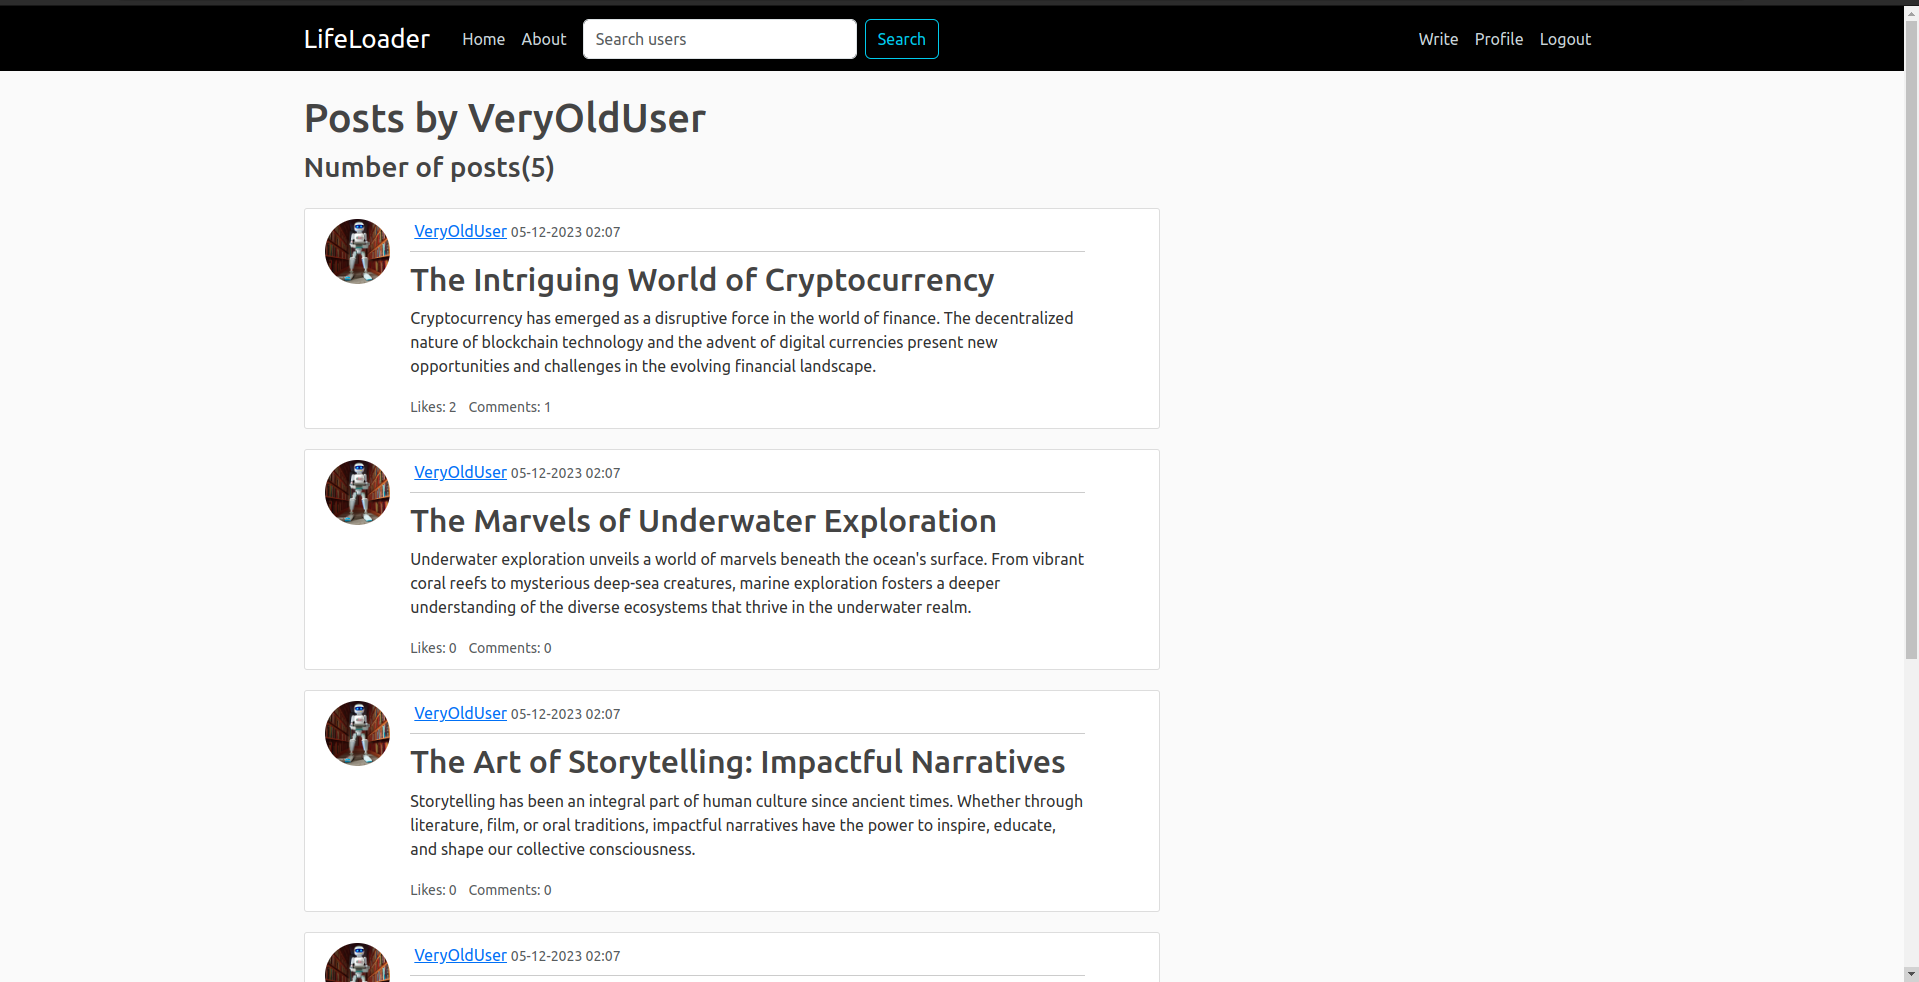 LifeLoader Home About Search users Search Write Profile Logout
Posts by VeryOldUser
Number of posts(5)
VeryOldUser 05-12-2023 02:07
The Intriguing World of Cryptocurrency
Cryptocurrency has emerged as a disruptive force in the world of finance. The decentralized
nature of blockchain technology and the advent of digital currencies present new
opportunities and challenges in the evolving financial landscape.
Likes: 2 Comments: 1
VeryOldUser 05-12-2023 02:07
The Marvels of Underwater Exploration
Underwater exploration unveils a world of marvels beneath the ocean's surface. From vibrant
coral reefs to mysterious deep-sea creatures, marine exploration fosters a deeper
understanding of the diverse ecosystems that thrive in the underwater realm.
Likes: 0 Comments: 0
VeryOldUser 05-12-2023 02:07
The Art of Storytelling: Impactful Narratives
Storytelling has been an integral part of human culture since ancient times. Whether through
literature, film, or oral traditions, impactful narratives have the power to inspire, educate,
and shape our collective consciousness.
Likes: 0 Comments: 0
VeryOldUser 05-12-2023 02:07